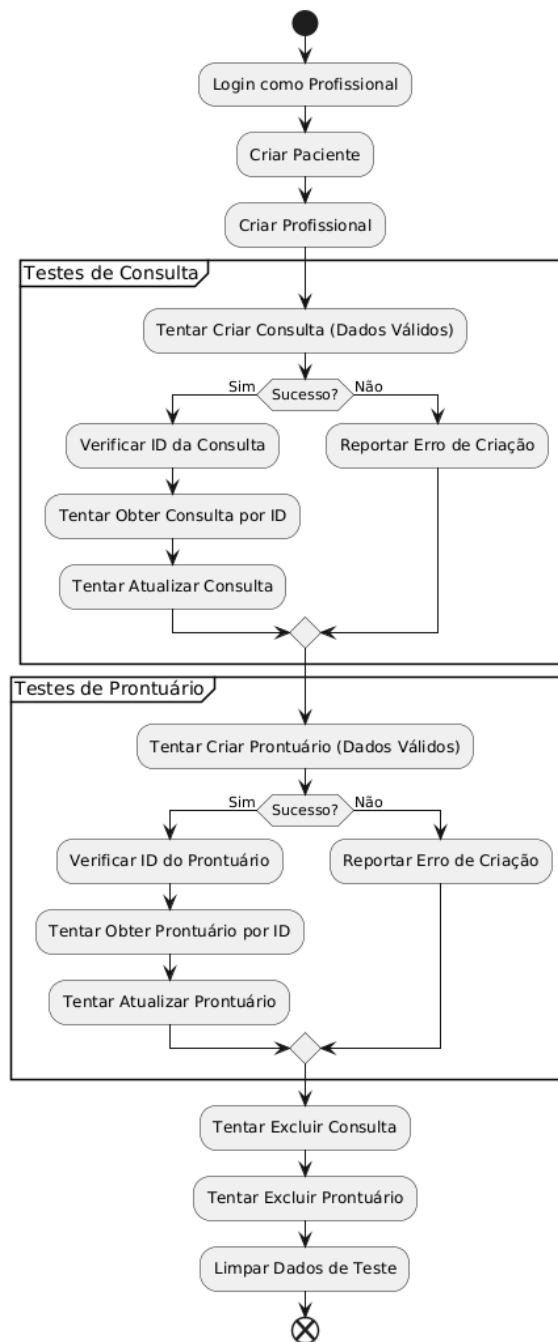 Login como Profissional
Criar Paciente
Criar Profissional
Testes de Consulta
Tentar Criar Consulta (Dados Válidos)
Sim
Sucesso?
Não
Verificar ID da Consulta
Reportar Erro de Criação
Tentar Obter Consulta por ID
Tentar Atualizar Consulta
Testes de Prontuário
Tentar Criar Prontuário (Dados Válidos)
Sim
Sucesso?
Não
Verificar ID do Prontuário
Reportar Erro de Criação
Tentar Obter Prontuário por ID
Tentar Atualizar Prontuário
Tentar Excluir Consulta
Tentar Excluir Prontuário
Limpar Dados de Teste